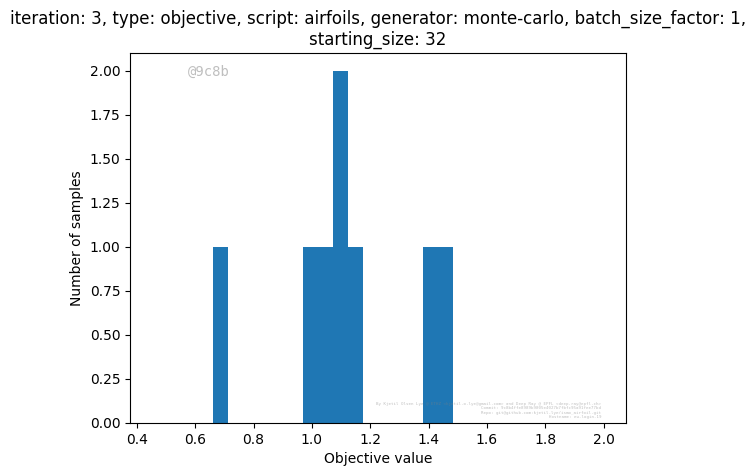 iteration: 3, type: objective, script: airfoils, generator: monte-carlo, batch_size_factor: 1,
starting_size: 32
@9c8b
2.00
1.75
1.50
1.25
1.00
0.75
0.50
0.25
0.00
Number of samples
0.4 0.6 0.8 1.0 1.2 1.4 1.6 1.8 2.0
Objective value